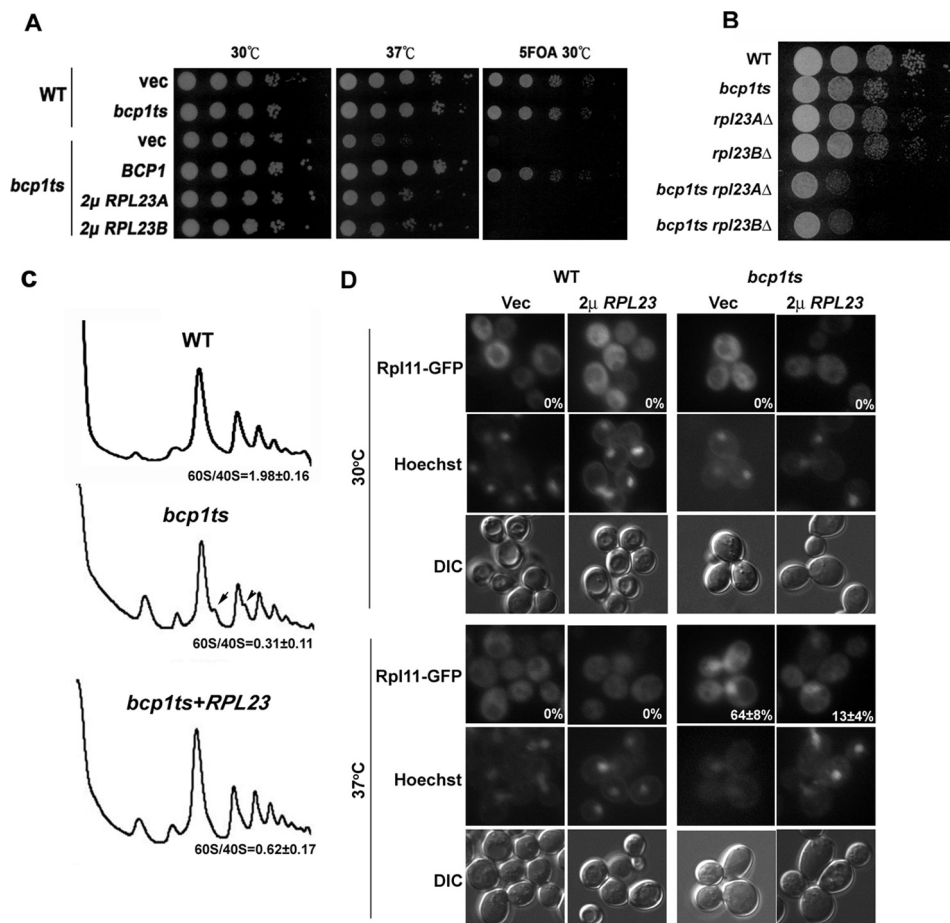 A
30℃ 37℃ 5FOA 30℃
WT
vec
bcp1ts
bcp1ts
vec
BCP1
2μ RPL23A
2μ RPL23B
B
WT
bcp1ts
rpl23AΔ
rpl23BΔ
bcp1ts rpl23AΔ
bcp1ts rpl23BΔ
C
WT
60S/40S=1.98±0.16
bcp1ts
60S/40S=0.31±0.11
bcp1ts+RPL23
60S/40S=0.62±0.17
D
WT bcp1ts
Vec 2μ RPL23 Vec 2μ RPL23
30°C
Rpl11-GFP
0% 0% 0% 0%
Hoechst
DIC
37°C
Rpl11-GFP
0% 0% 64±8% 13±4%
Hoechst
DIC